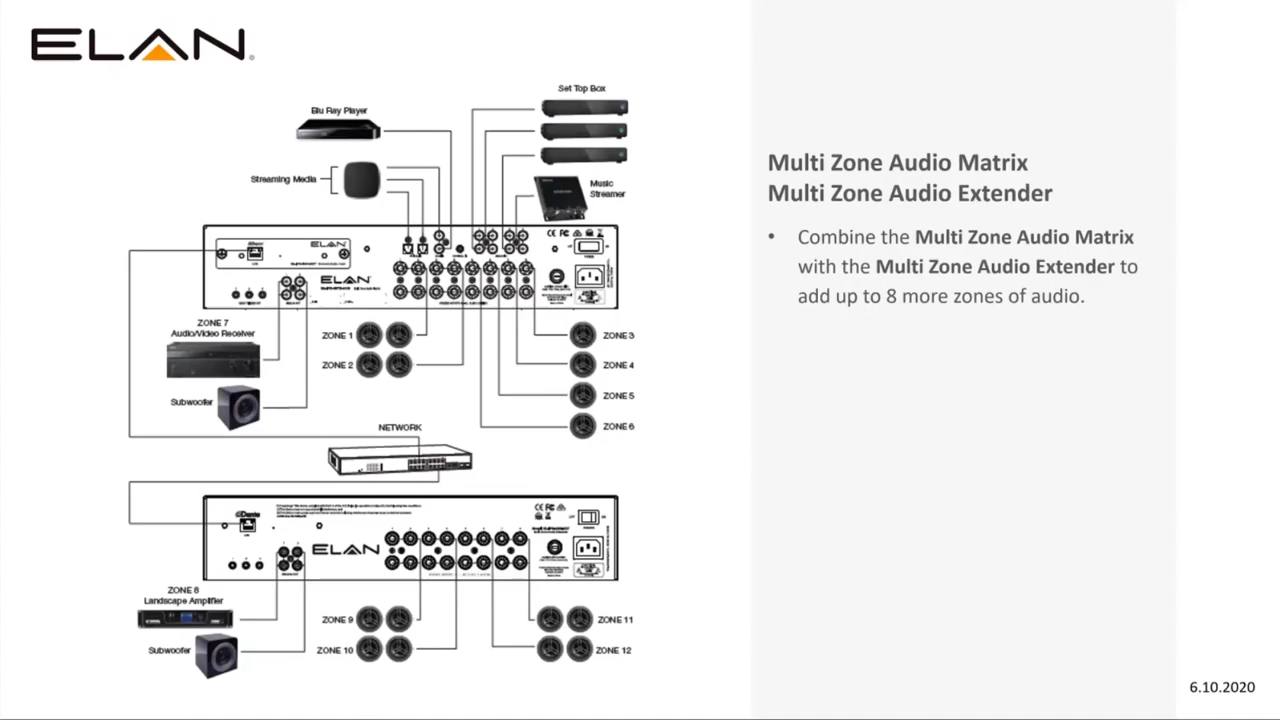 ELAN
Set Top Box
Blu Ray Player
Streaming Media
Music
Streamer
ELAN
ELAN
ZONE 7
Audio/Video Receiver
ZONE 1
ZONE 2
ZONE 3
ZONE 4
ZONE 5
ZONE 6
Subwoofer
NETWORK
Dante
ELAN
ZONE 8
Landscape Amplifier
Subwoofer
ZONE 9
ZONE 10
ZONE 11
ZONE 12
Multi Zone Audio Matrix
Multi Zone Audio Extender
• Combine the Multi Zone Audio Matrix
with the Multi Zone Audio Extender to
add up to 8 more zones of audio.
6.10.2020